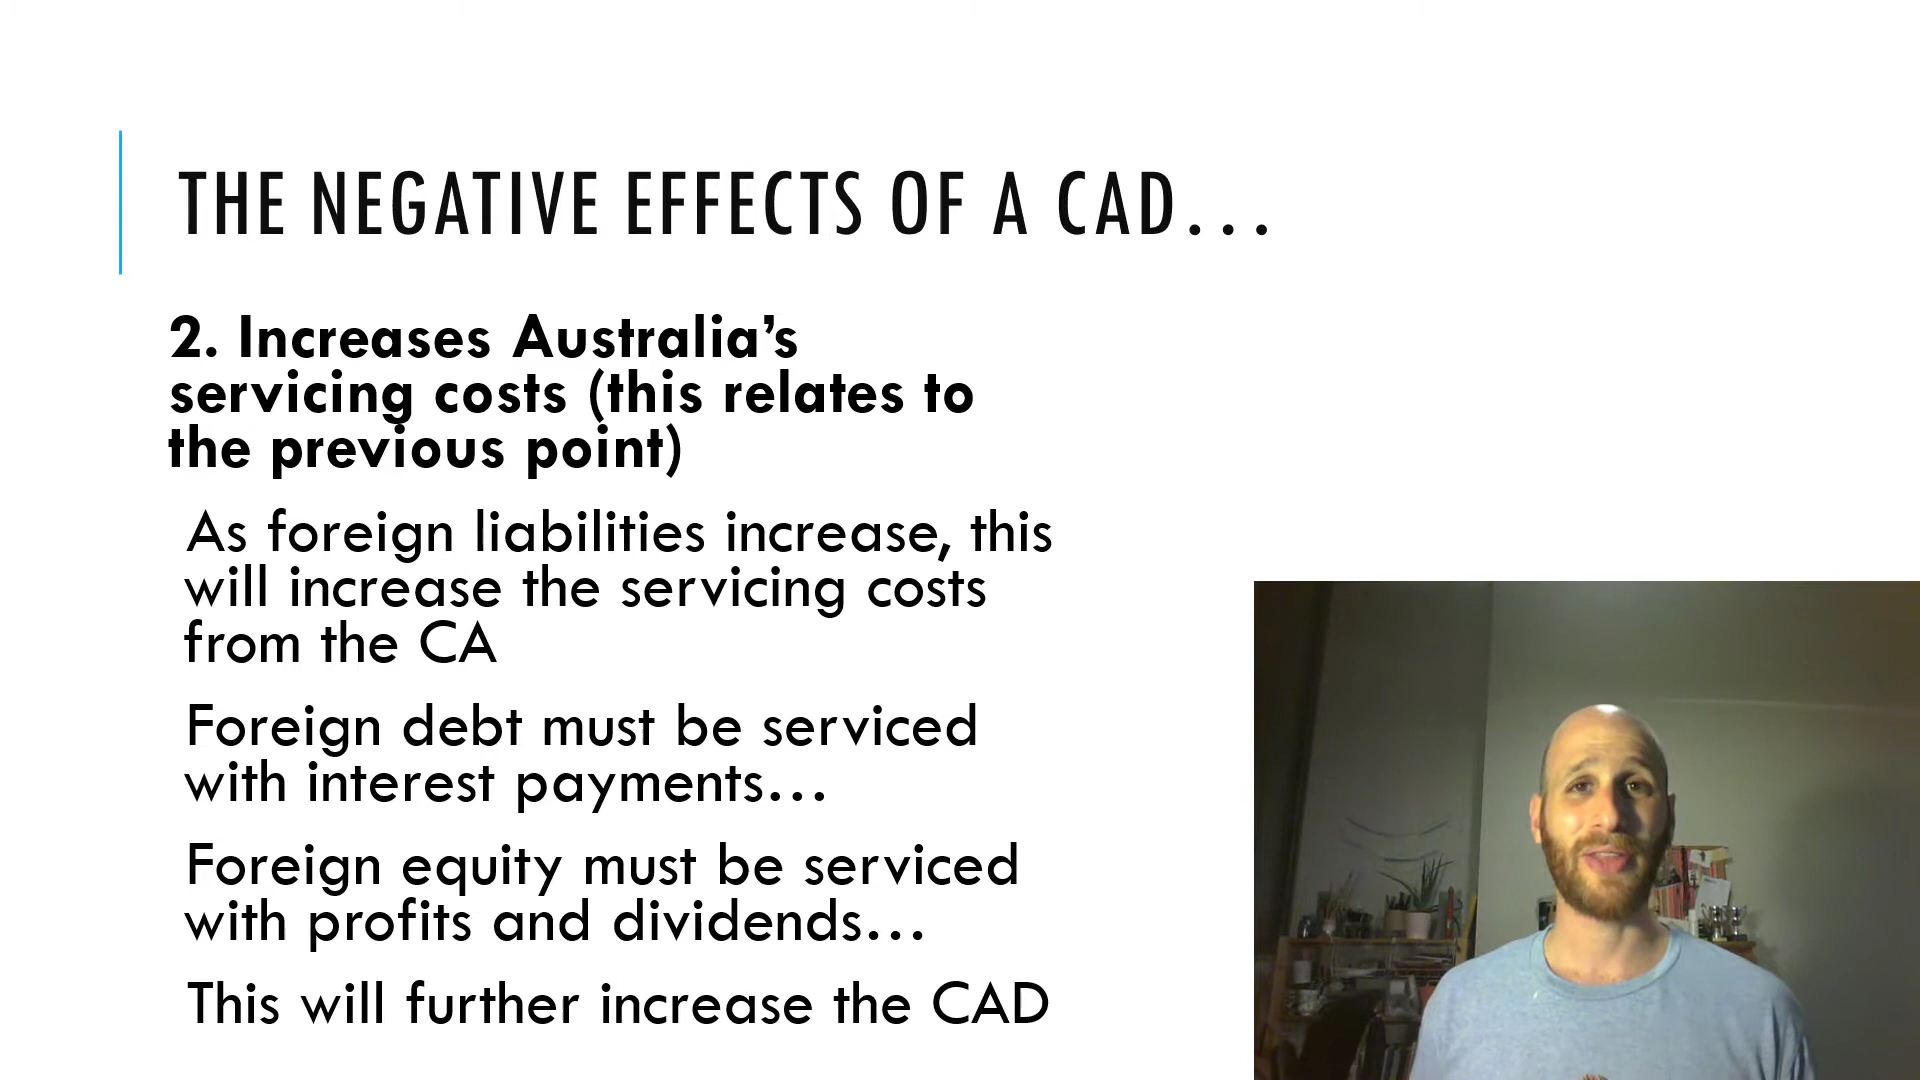 THE NEGATIVE EFFECTS OF A CAD…
2. Increases Australia’s
servicing costs (this relates to
the previous point)
As foreign liabilities increase, this
will increase the servicing costs
from the CA
Foreign debt must be serviced
with interest payments…
Foreign equity must be serviced
with profits and dividends…
This will further increase the CAD